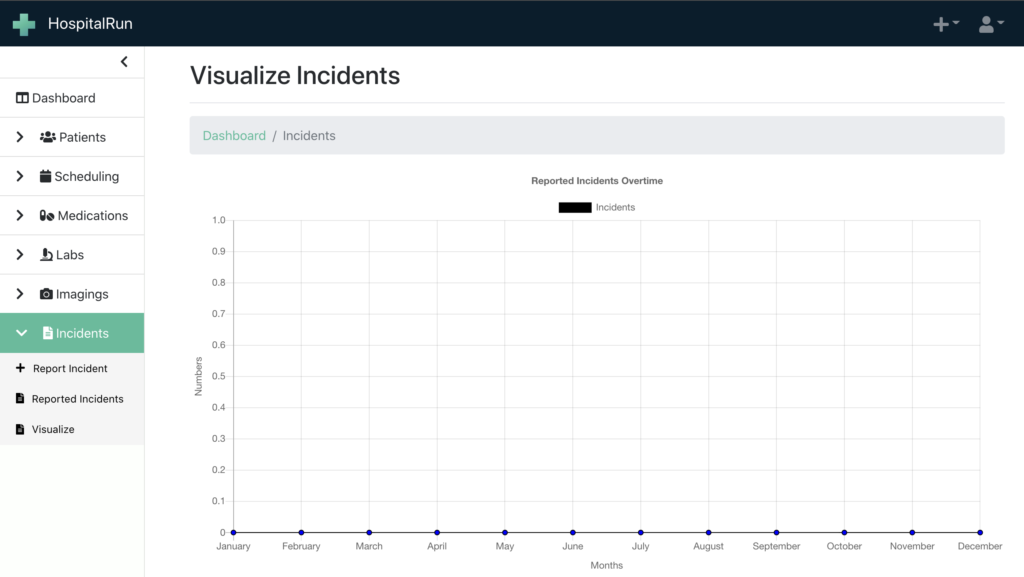 HospitalRun
Dashboard
Patients
Scheduling
Medications
Labs
Imagings
Incidents
Report Incident
Reported Incidents
Visualize
Visualize Incidents
Dashboard / Incidents
Reported Incidents Overtime
Incidents
Numbers
1.0
0.9
0.8
0.7
0.6
0.5
0.4
0.3
0.2
0.1
0
January February March April May June July August September October November December
Months